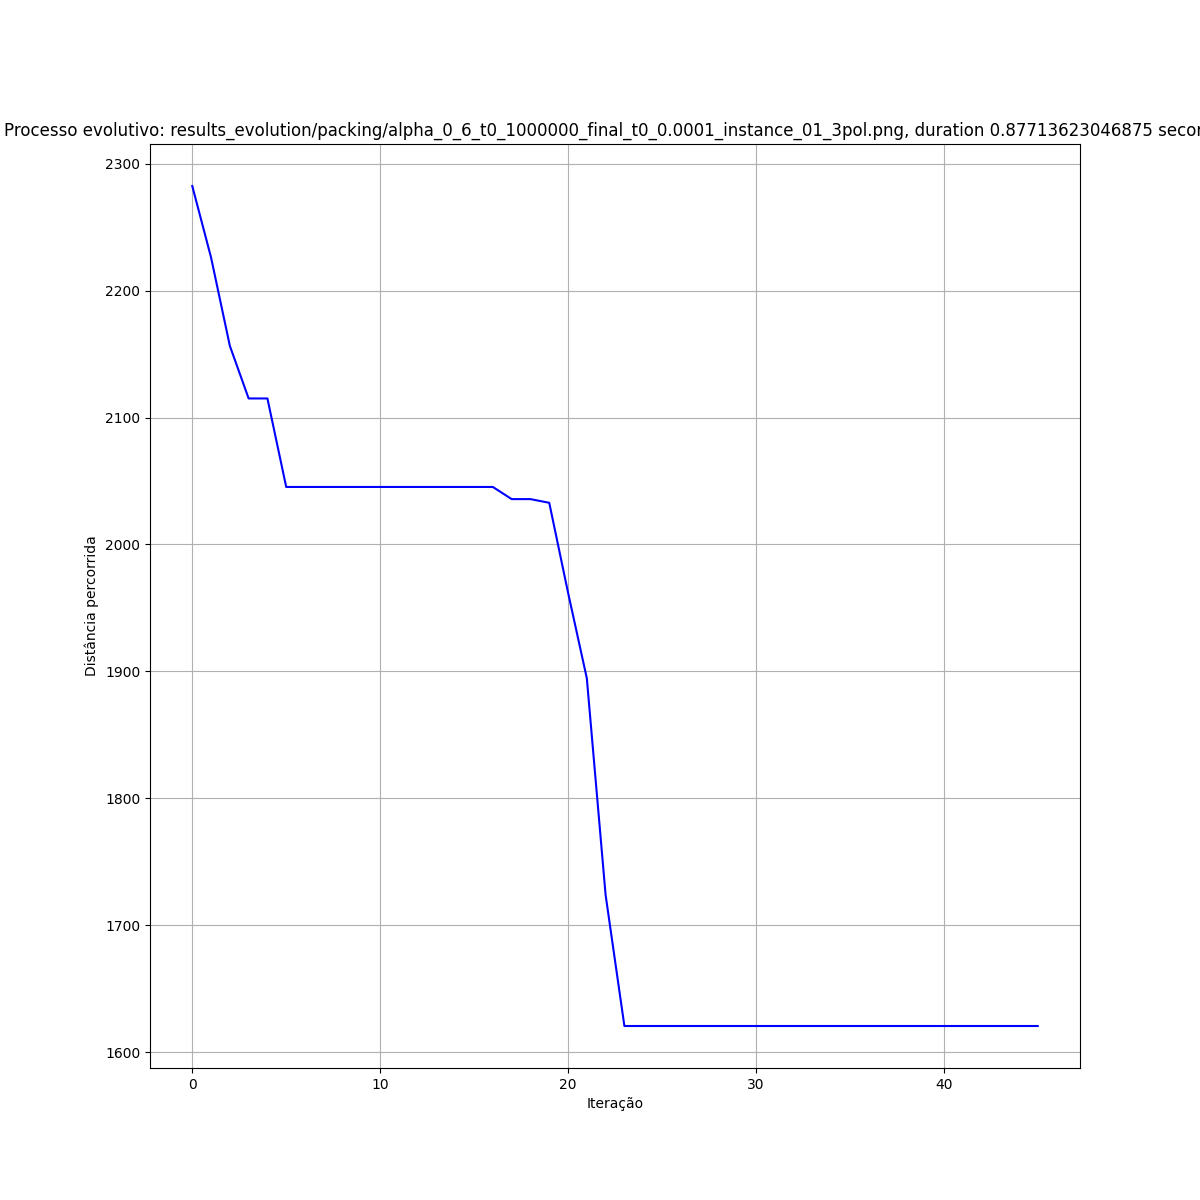 Processo evolutivo: results_evolution/packing/alpha_0_6_t0_1000000_final_t0_0.0001_instance_01_3pol.png, duration 0.87713623046875 secon
2300
2200
2100
2000
1900
1800
1700
1600
Distância percorrida
0 10 20 30 40
Iteração